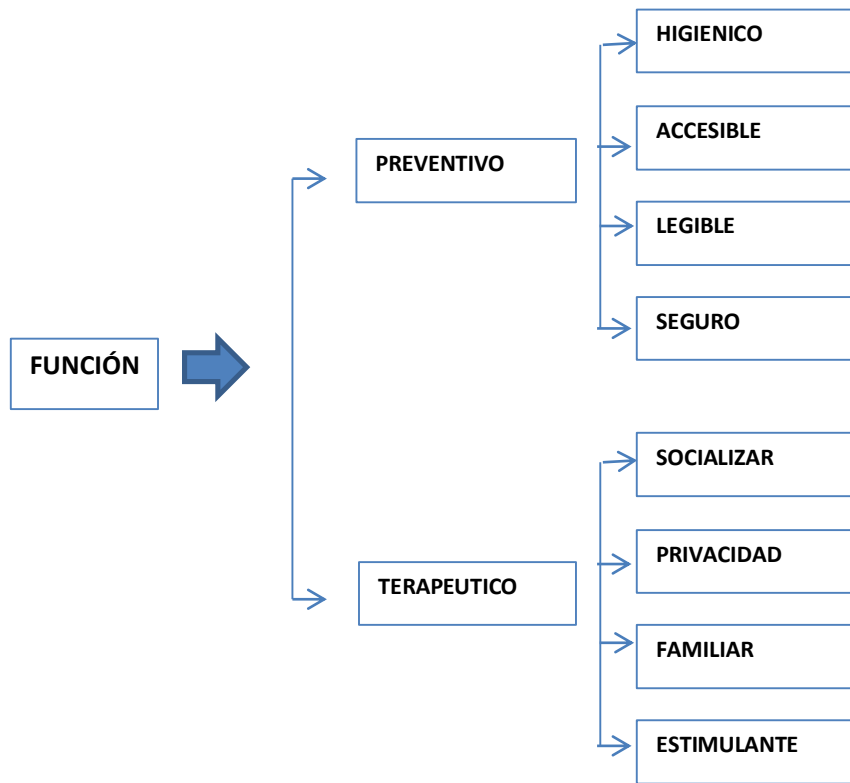 FUNCIÓN
PREVENTIVO
HIGIENICO
ACCESIBLE
LEGIBLE
SEGURO
TERAPEUTICO
SOCIALIZAR
PRIVACIDAD
FAMILIAR
ESTIMULANTE